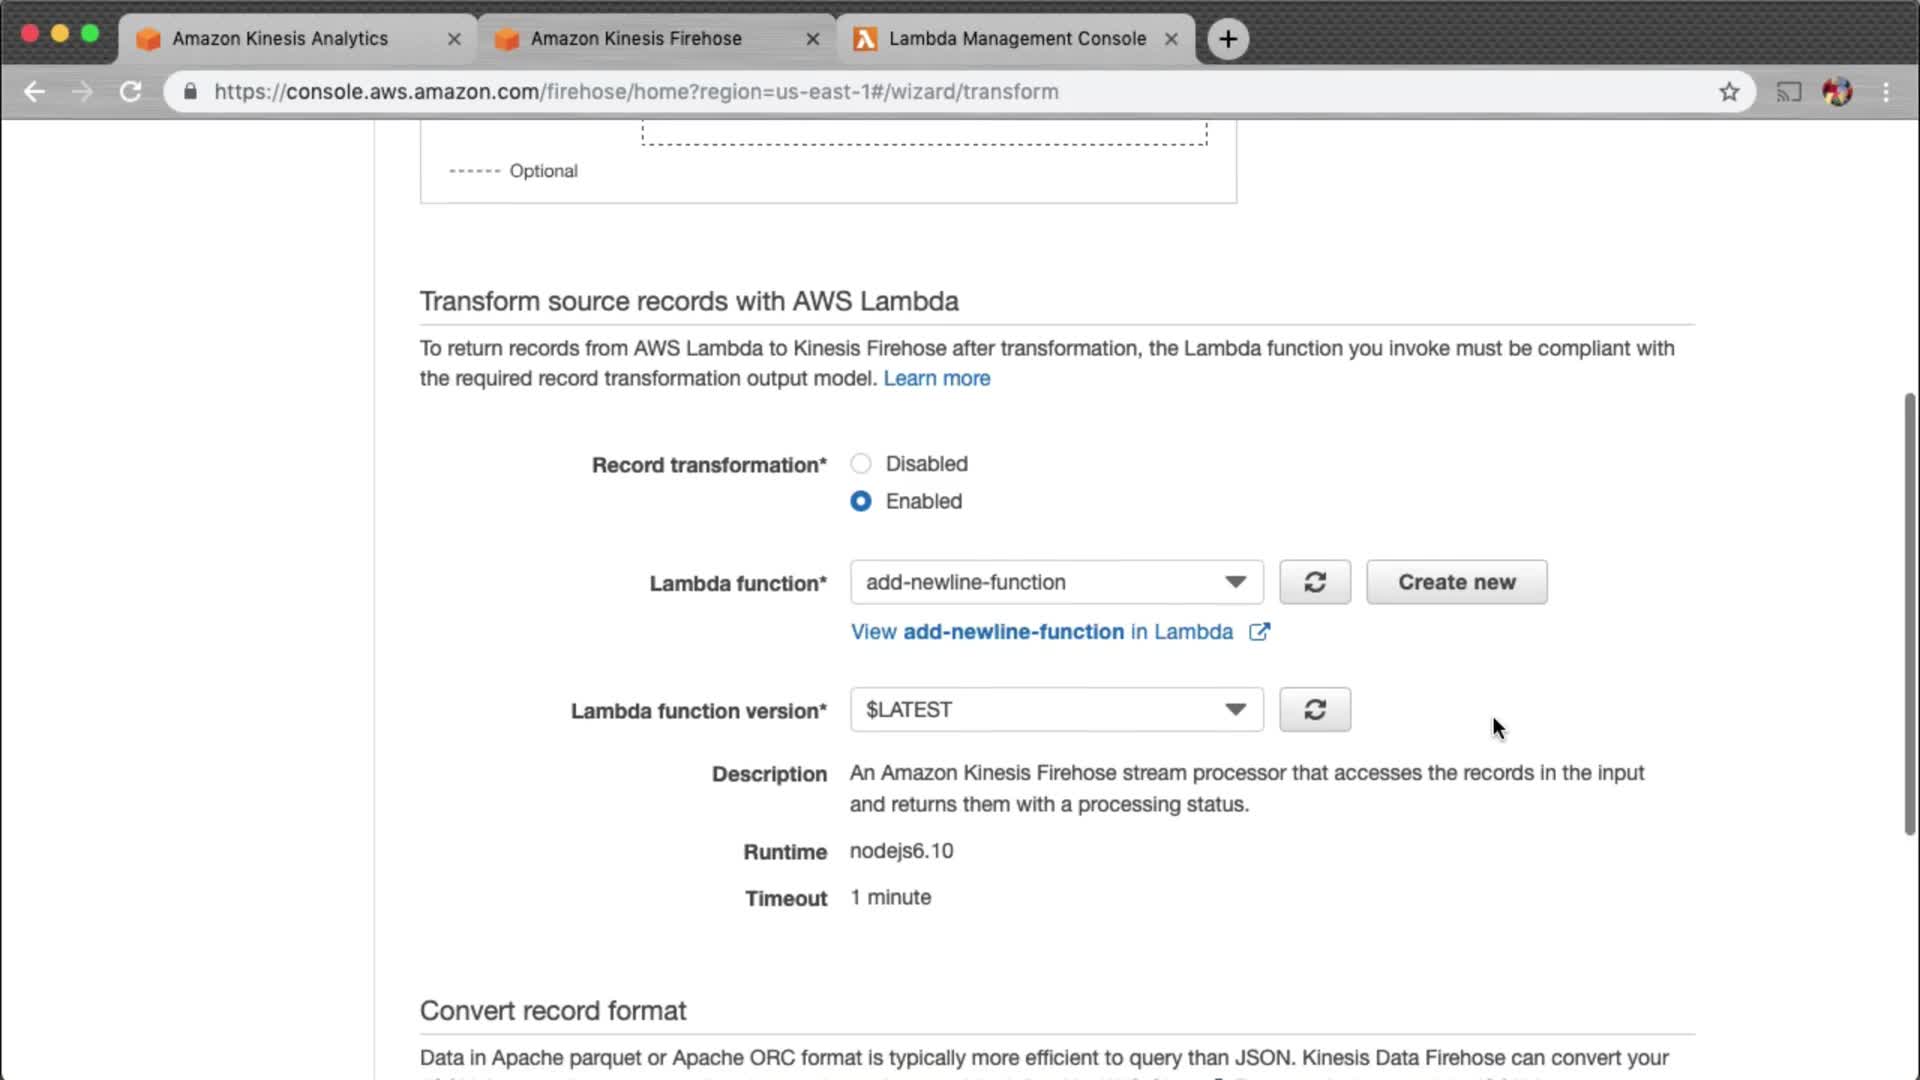 Amazon Kinesis Analytics
Amazon Kinesis Firehose
Lambda Management Console
https://console.aws.amazon.com/firehose/home?region=us-east-1#/wizard/transform
Optional
Transform source records with AWS Lambda
To return records from AWS Lambda to Kinesis Firehose after transformation, the Lambda function you invoke must be compliant with
the required record transformation output model. Learn more
Record transformation* Disabled
Enabled
Lambda function* add-newline-function Create new
View add-newline-function in Lambda
Lambda function version* $LATEST
Description An Amazon Kinesis Firehose stream processor that accesses the records in the input
and returns them with a processing status.
Runtime nodejs6.10
Timeout 1 minute
Convert record format
Data in Apache parquet or Apache ORC format is typically more efficient to query than JSON. Kinesis Data Firehose can convert your